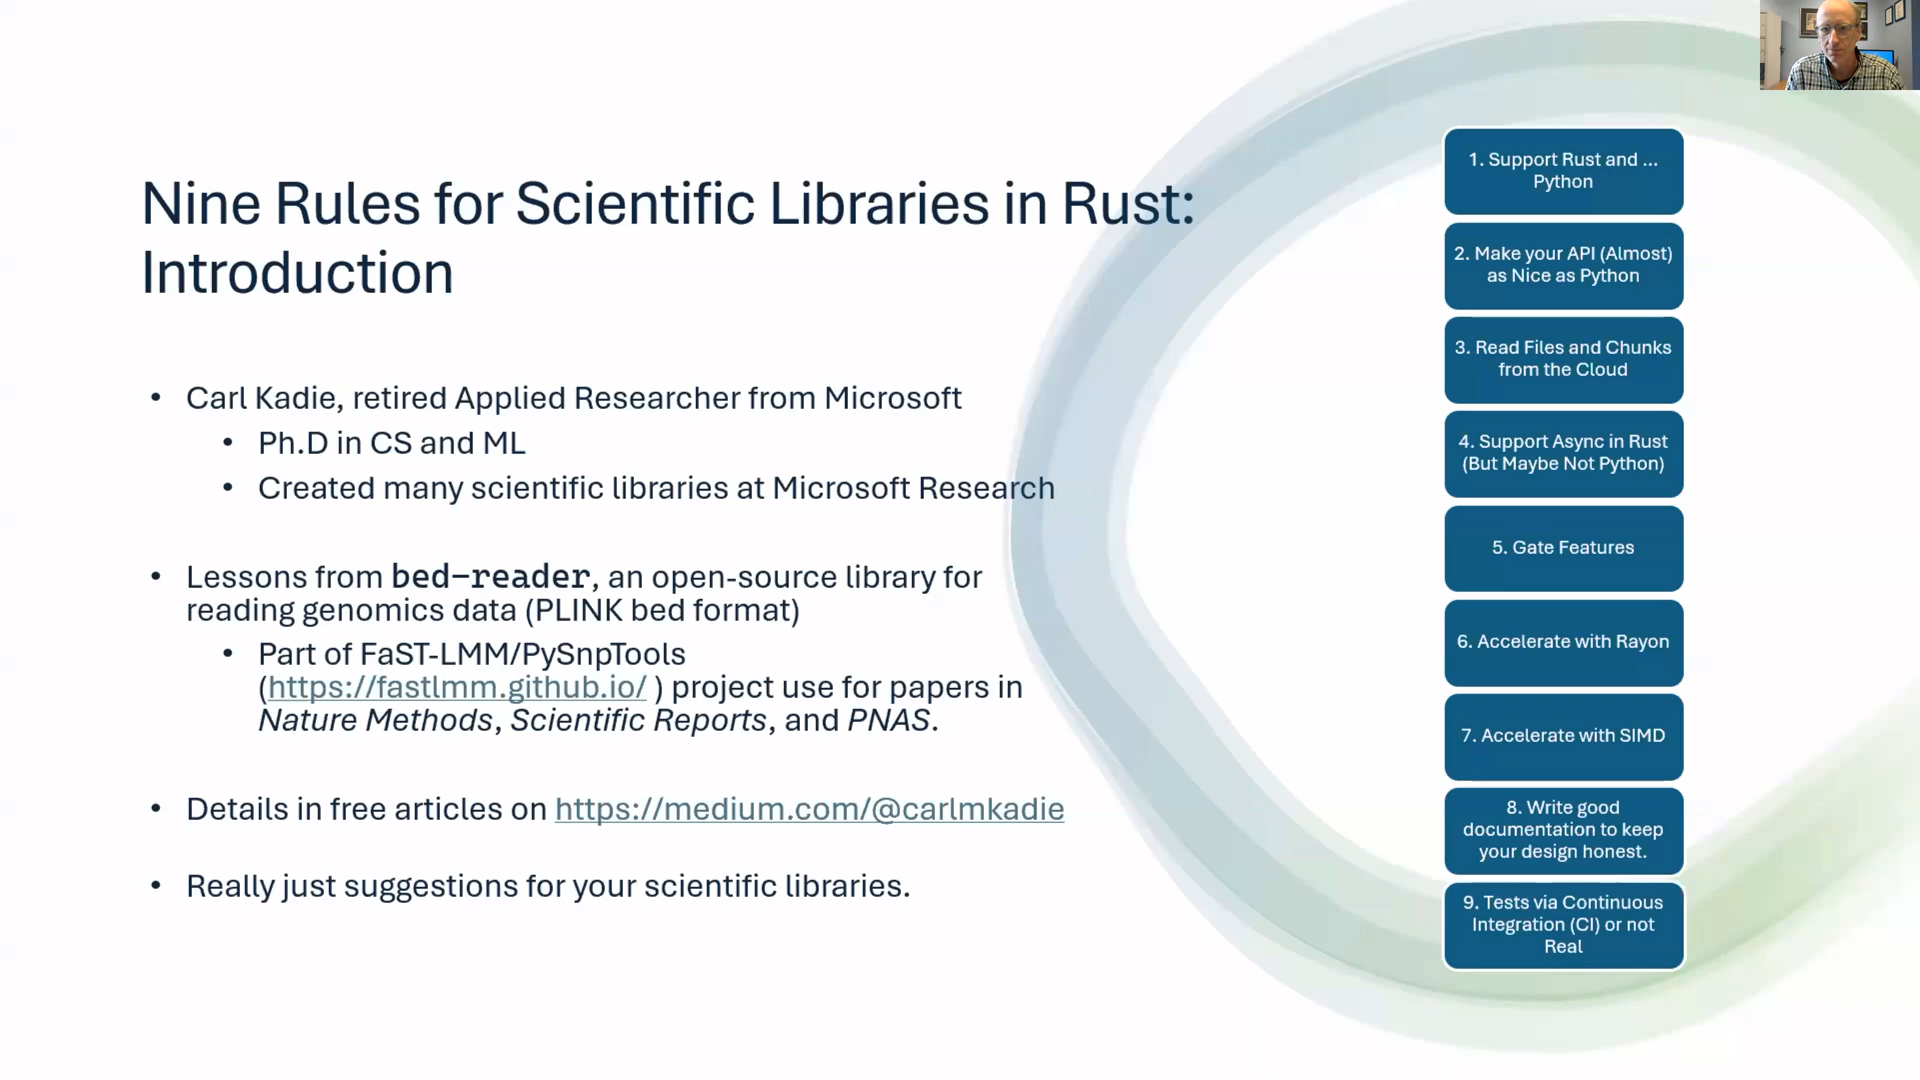 Nine Rules for Scientific Libraries in Rust:
Introduction
• Carl Kadie, retired Applied Researcher from Microsoft
• Ph.D in CS and ML
• Created many scientific libraries at Microsoft Research
• Lessons from bed-reader, an open-source library for
reading genomics data (PLINK bed format)
• Part of FaST-LMM/PySnpTools
(https://fastlmm.github.io/ ) project use for papers in
Nature Methods, Scientific Reports, and PNAS.
• Details in free articles on https://medium.com/@carlmkadie
• Really just suggestions for your scientific libraries.
1. Support Rust and ...
Python
2. Make your API (Almost)
as Nice as Python
3. Read Files and Chunks
from the Cloud
4. Support Async in Rust
(But Maybe Not Python)
5. Gate Features
6. Accelerate with Rayon
7. Accelerate with SIMD
8. Write good
documentation to keep
your design honest.
9. Tests via Continuous
Integration (CI) or not
Real